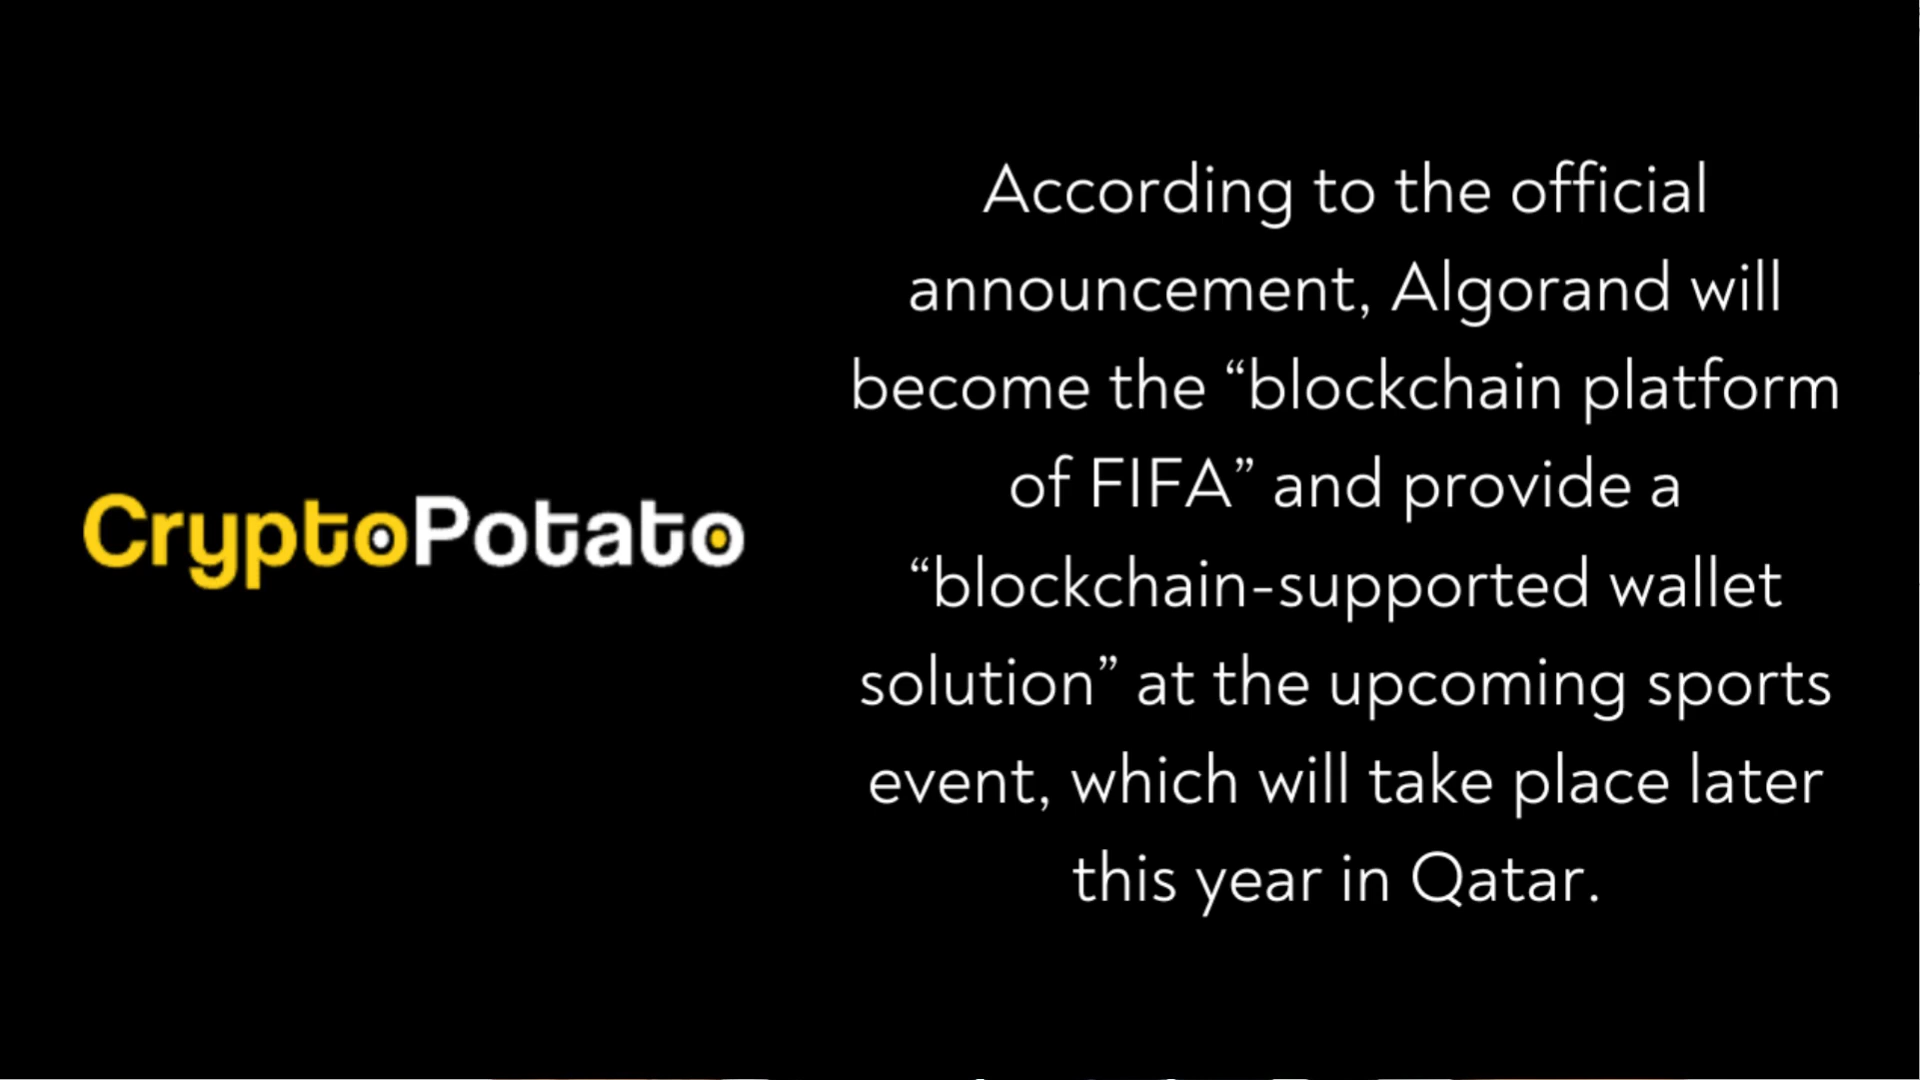 CryptoPotato
According to the official
announcement, Algorand will
become the “blockchain platform
of FIFA” and provide a
“blockchain-supported wallet
solution” at the upcoming sports
event, which will take place later
this year in Qatar.